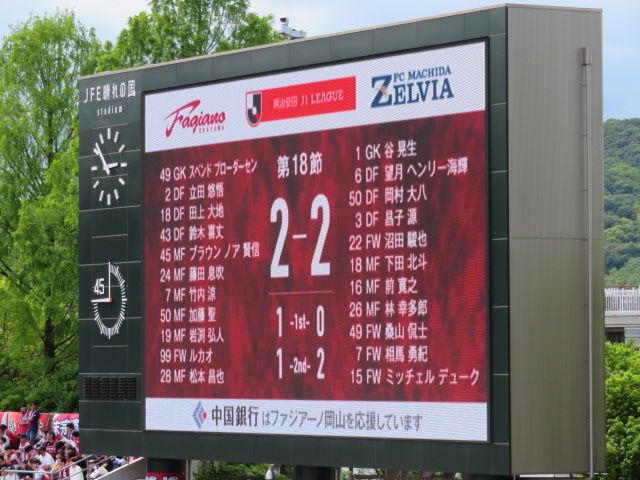 JFE晴れの国
stadium
45
Fagiano
OKAYAMA
明治安田 J1 LEAGUE
FC MACHIDA
ZELVIA
第18節
2-2
1 -1st- 0
1 -2nd- 2
49 GK スベンド ブローダーセン
2 DF 立田 悠悟
18 DF 田上 大地
43 DF 鈴木 喜丈
45 MF ブラウン ノア 賢信
24 MF 藤田 息吹
7 MF 竹内 涼
50 MF 加藤 聖
19 MF 岩渕 弘人
99 FW ルカオ
28 MF 松本 昌也
1 GK 谷 晃生
6 DF 望月 ヘンリー海輝
50 DF 岡村 大八
3 DF 昌子 源
22 FW 沼田 駿也
18 MF 下田 北斗
16 MF 前 寛之
26 MF 林 幸多郎
49 FW 桑山 侃士
7 FW 相馬 勇紀
15 FW ミッチェル デューク
中国銀行はファジアーノ岡山を応援しています